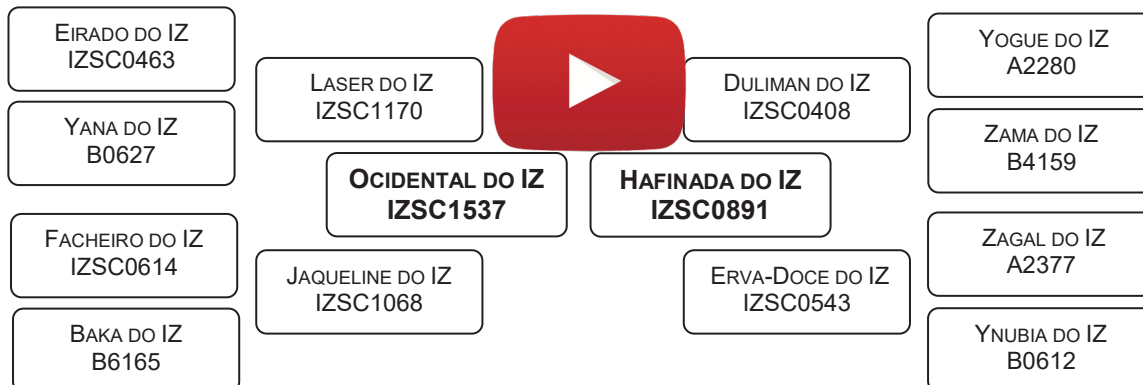 EIRADO DO IZ
IZSC0463
YANA DO IZ
B0627
FACHEIRO DO IZ
IZSC0614
BAKA DO IZ
B6165
LASER DO IZ
IZSC1170
JAQUELINE DO IZ
IZSC1068
OCIDENTAL DO IZ
IZSC1537
HAFINADA DO IZ
IZSC0891
DULIMAN DO IZ
IZSC0408
ERVA-DOCE DO IZ
IZSC0543
YOGUE DO IZ
A2280
ZAMA DO IZ
B4159
ZAGAL DO IZ
A2377
YNUBIA DO IZ
B0612